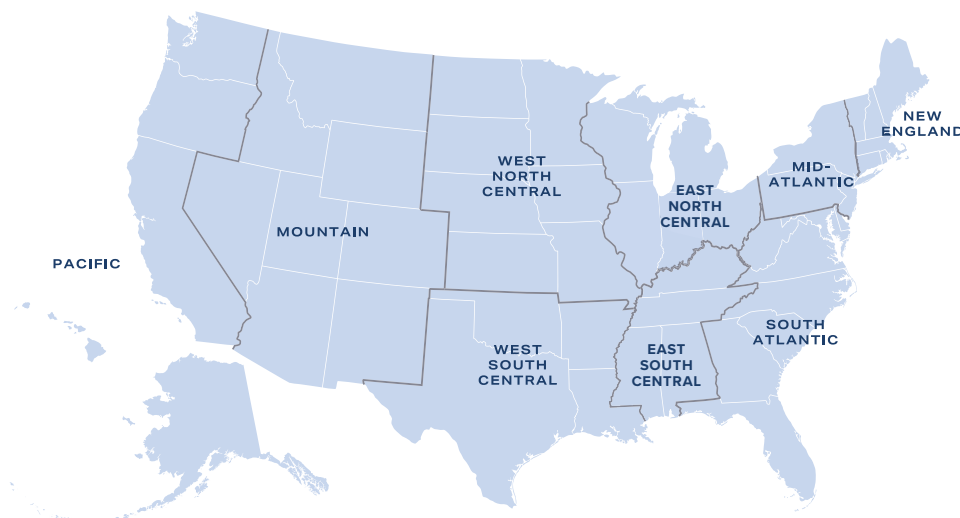 NEW
ENGLAND
MID-
ATLANTIC
WEST
NORTH
CENTRAL
EAST
NORTH
CENTRAL
MOUNTAIN
PACIFIC
SOUTH
ATLANTIC
WEST
SOUTH
CENTRAL
EAST
SOUTH
CENTRAL